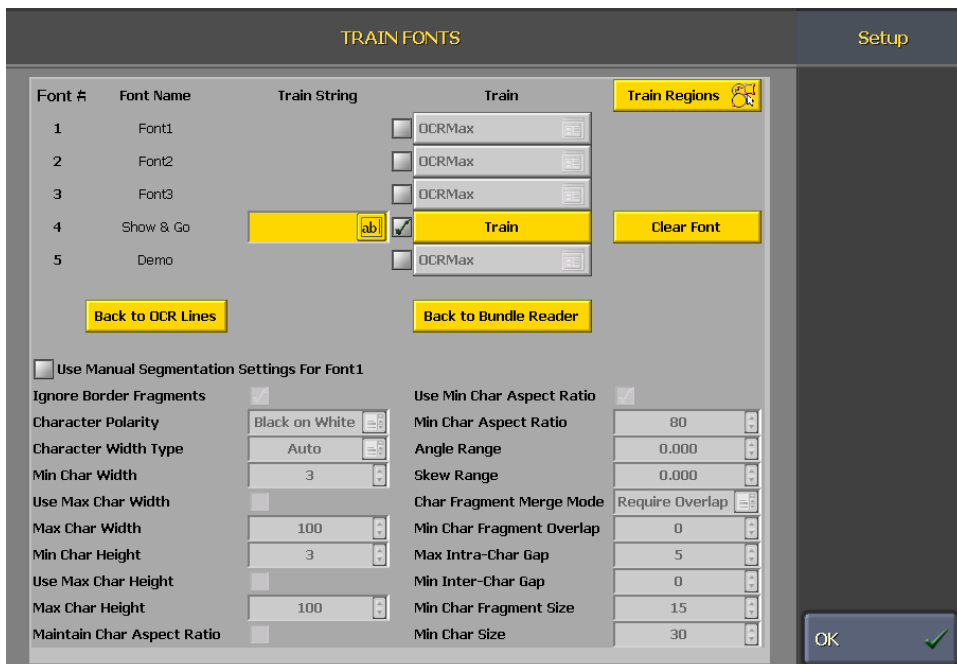 TRAIN FONTS
Setup
Font # Font Name Train String Train Train Regions
1 Font1 OCRMax
2 Font2 OCRMax
3 Font3 OCRMax
4 Show & Go ab Train Clear Font
5 Demo OCRMax
Back to OCR Lines Back to Bundle Reader
Use Manual Segmentation Settings For Font1
Ignore Border Fragments Use Min Char Aspect Ratio
Character Polarity Black on White Min Char Aspect Ratio 80
Character Width Type Auto Angle Range 0.000
Min Char Width 3 Skew Range 0.000
Use Max Char Width Char Fragment Merge Mode Require Overlap
Max Char Width 100 Min Char Fragment Overlap 0
Min Char Height 3 Max Intra-Char Gap 5
Use Max Char Height Min Inter-Char Gap 0
Max Char Height 100 Min Char Fragment Size 15
Maintain Char Aspect Ratio Min Char Size 30
OK